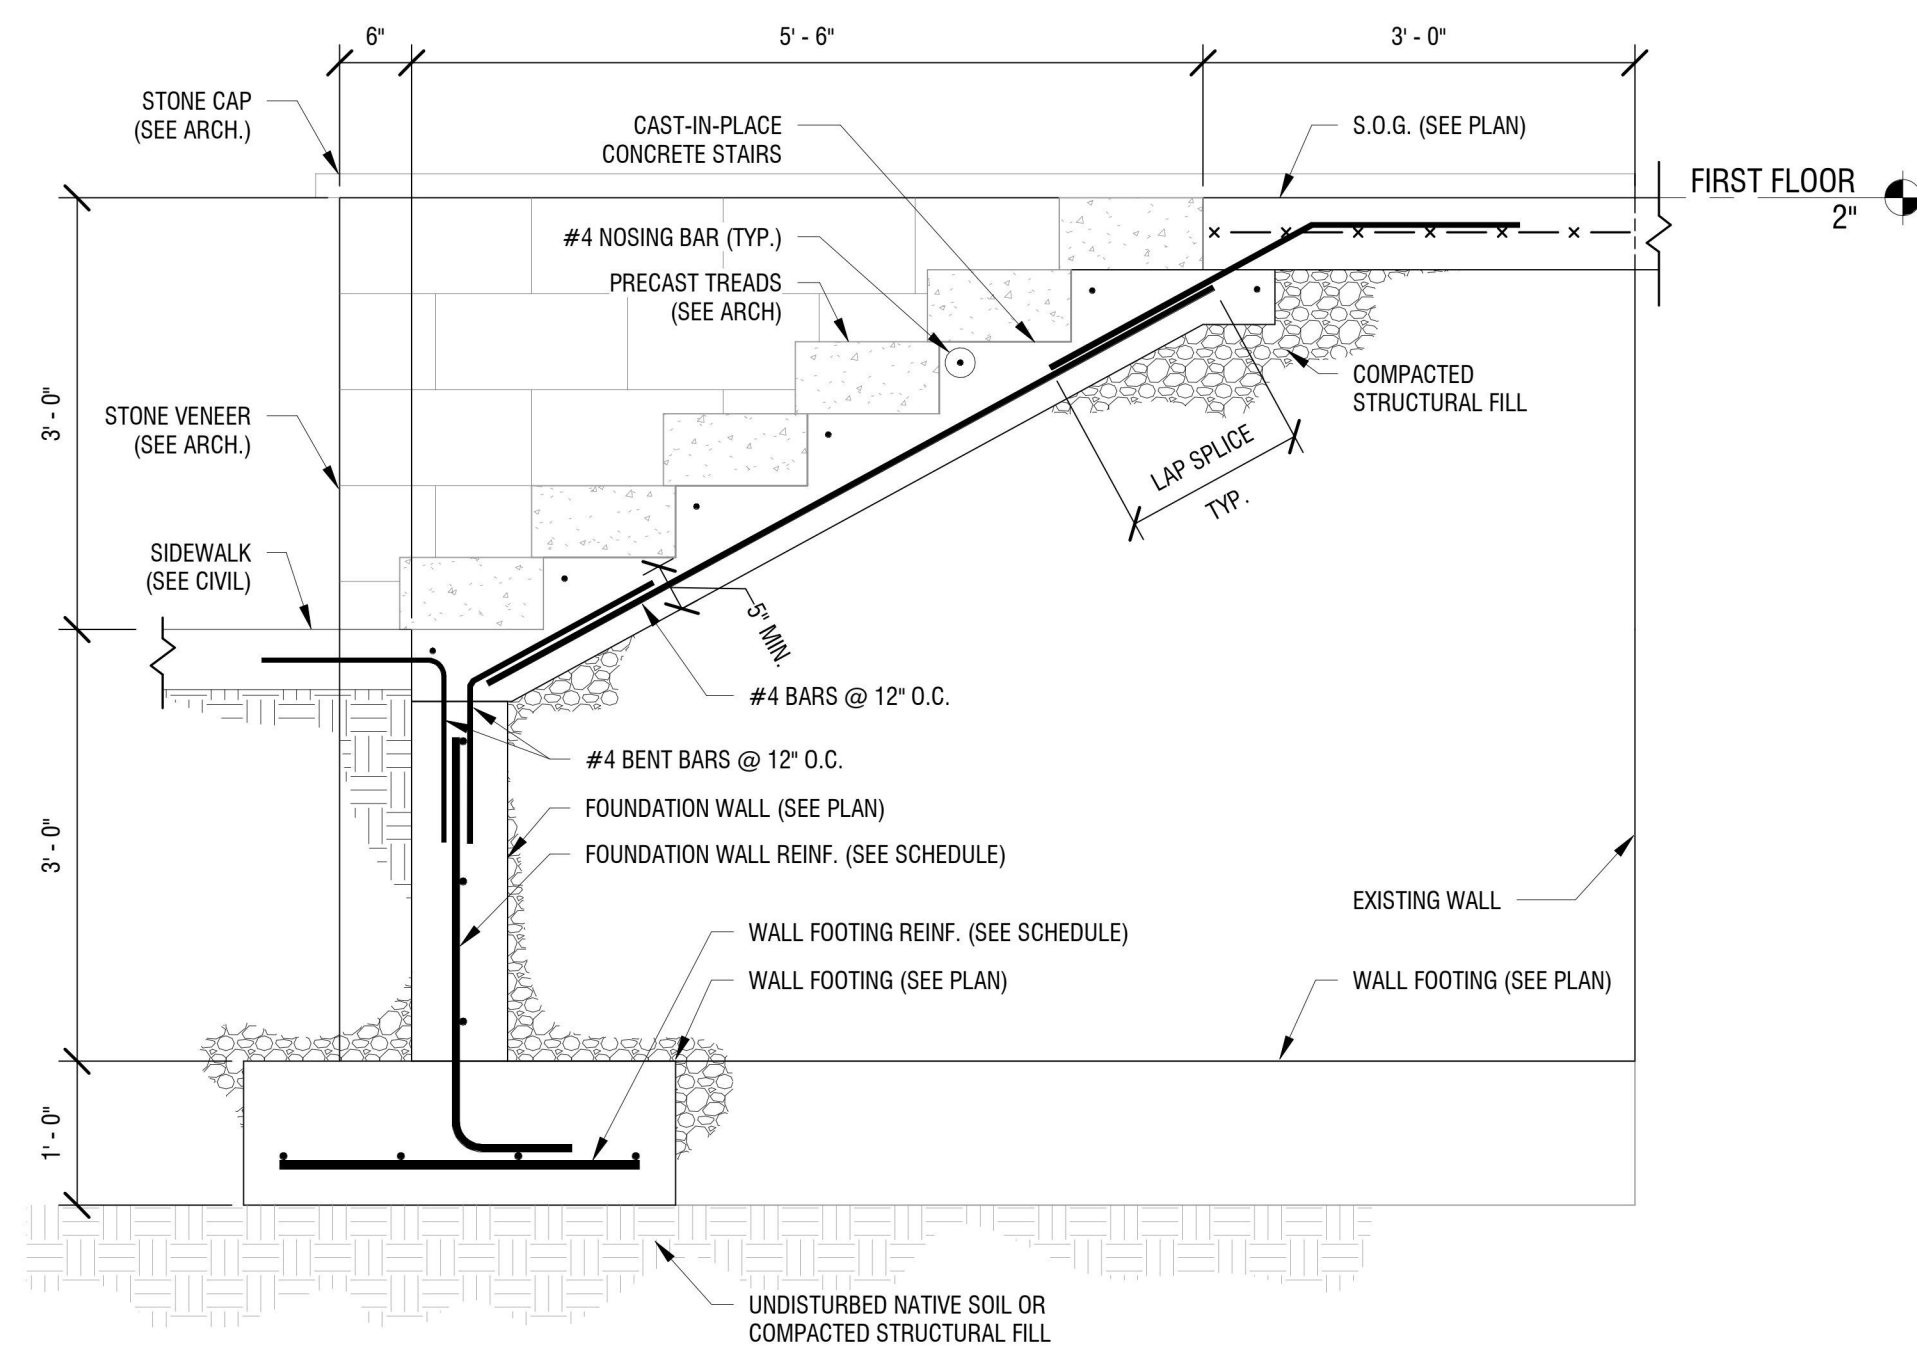 6"
5' - 6"
3' - 0"
STONE CAP
(SEE ARCH.)
CAST-IN-PLACE
CONCRETE STAIRS
S.O.G. (SEE PLAN)
FIRST FLOOR
2"
#4 NOSING BAR (TYP.)
PRECAST TREADS
(SEE ARCH)
3' - 0"
STONE VENEER
(SEE ARCH.)
COMPACTED
STRUCTURAL FILL
LAP SPLICE
TYP.
SIDEWALK
(SEE CIVIL)
5" MIN.
#4 BARS @ 12" O.C.
#4 BENT BARS @ 12" O.C.
FOUNDATION WALL (SEE PLAN)
3' - 0"
FOUNDATION WALL REINF. (SEE SCHEDULE)
EXISTING WALL
WALL FOOTING REINF. (SEE SCHEDULE)
WALL FOOTING (SEE PLAN)
WALL FOOTING (SEE PLAN)
1' - 0"
UNDISTURBED NATIVE SOIL OR
COMPACTED STRUCTURAL FILL